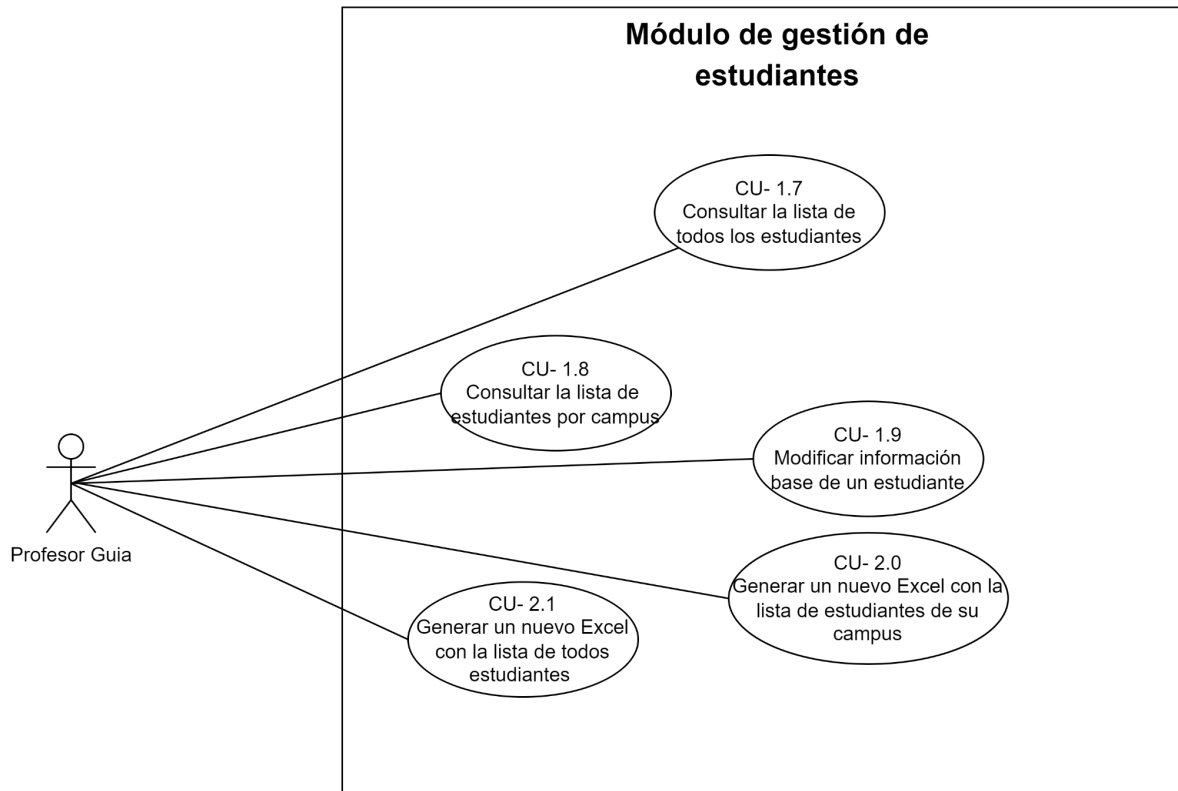 Módulo de gestión de
estudiantes
CU- 1.7
Consultar la lista de
todos los estudiantes
CU- 1.8
Consultar la lista de
estudiantes por campus
CU- 1.9
Modificar información
base de un estudiante
Profesor Guia
CU- 2.0
Generar un nuevo Excel con la
lista de estudiantes de su
campus
CU- 2.1
Generar un nuevo Excel
con la lista de todos
estudiantes